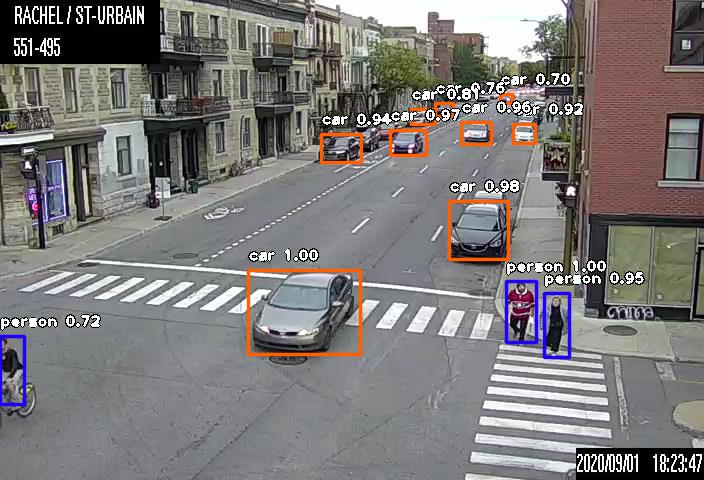 RACHEL / ST-URBAIN
551-495
car 0.70
car 0.76
car 0.81
car 0.94
car 0.97
car 0.96
car 0.92
car 0.98
car 1.00
person 1.00
person 0.95
person 0.72
2020/09/01 18:23:47